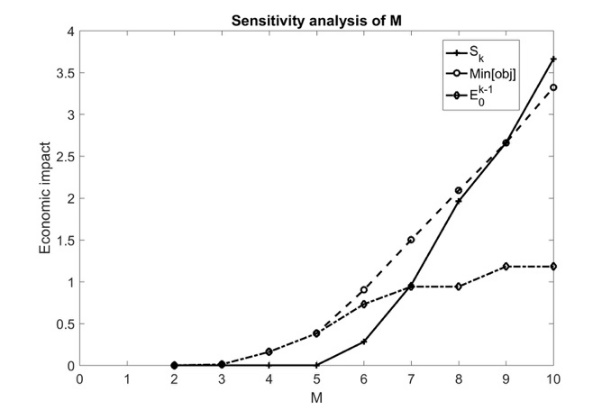 Sensitivity analysis of M
4
3.5
3
2.5
2
1.5
1
0.5
0
Economic impact
S_k
Min[obj]
E_0^{k-1}
0 1 2 3 4 5 6 7 8 9 10
M